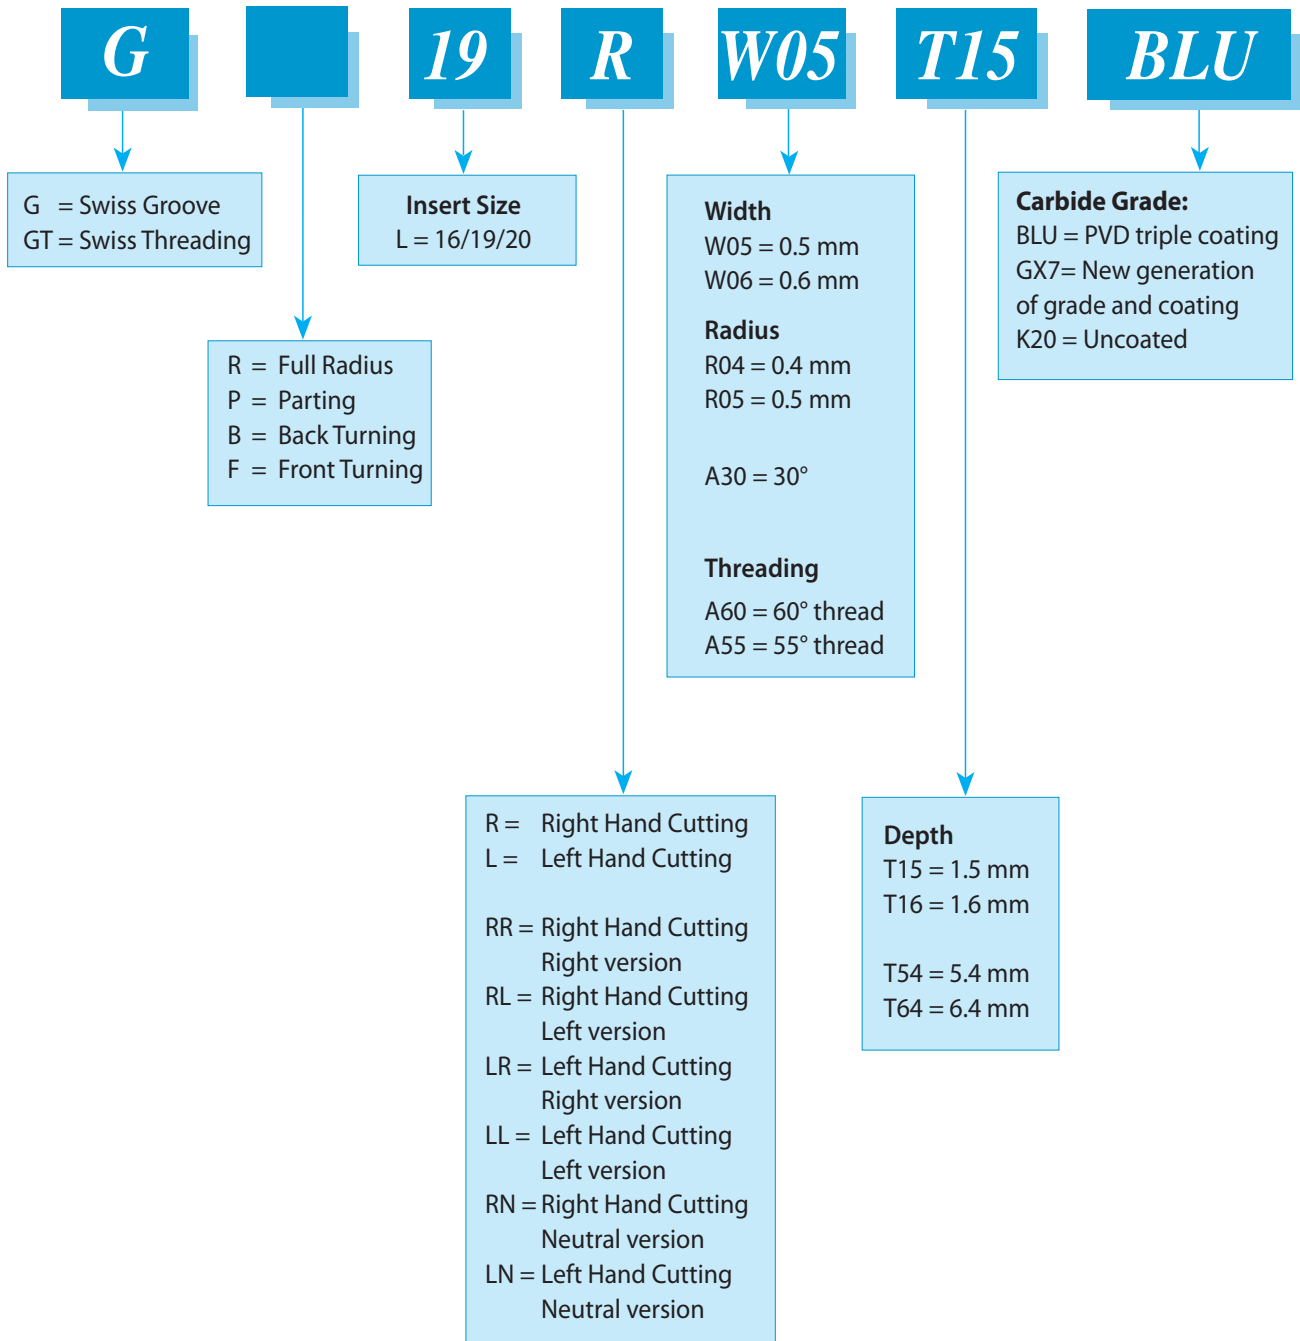 G 19 R W05 T15 BLU
G = Swiss Groove
GT = Swiss Threading
R = Full Radius
P = Parting
B = Back Turning
F = Front Turning
Insert Size
L = 16/19/20
R = Right Hand Cutting
L = Left Hand Cutting
RR = Right Hand Cutting
Right version
RL = Right Hand Cutting
Left version
LR = Left Hand Cutting
Right version
LL = Left Hand Cutting
Left version
RN = Right Hand Cutting
Neutral version
LN = Left Hand Cutting
Neutral version
Width
W05 = 0.5 mm
W06 = 0.6 mm
Radius
R04 = 0.4 mm
R05 = 0.5 mm
A30 = 30°
Threading
A60 = 60° thread
A55 = 55° thread
Depth
T15 = 1.5 mm
T16 = 1.6 mm
T54 = 5.4 mm
T64 = 6.4 mm
Carbide Grade:
BLU = PVD triple coating
GX7= New generation
of grade and coating
K20 = Uncoated